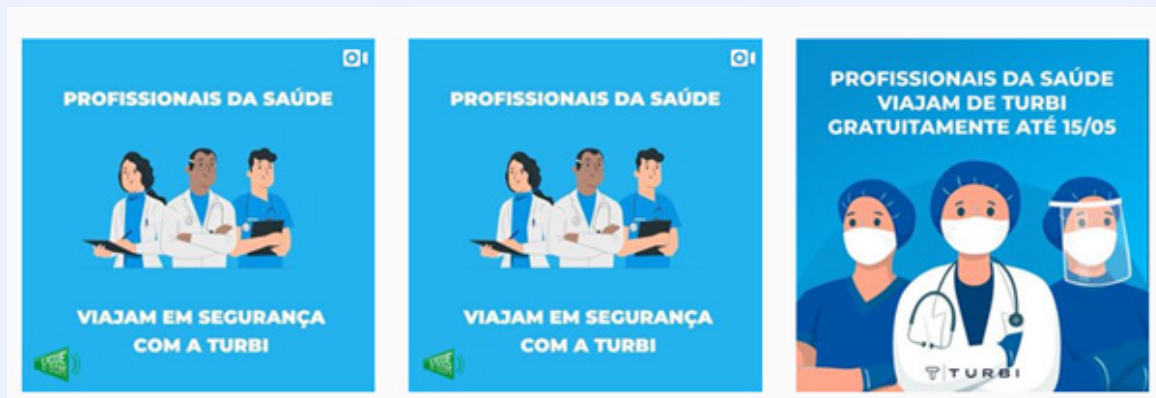 PROFISSIONAIS DA SAÚDE
VIAJAM EM SEGURANÇA
COM A TURBI
PROFISSIONAIS DA SAÚDE
VIAJAM EM SEGURANÇA
COM A TURBI
PROFISSIONAIS DA SAÚDE
VIAJAM DE TURBI
GRATUITAMENTE ATÉ 15/05
TURBI